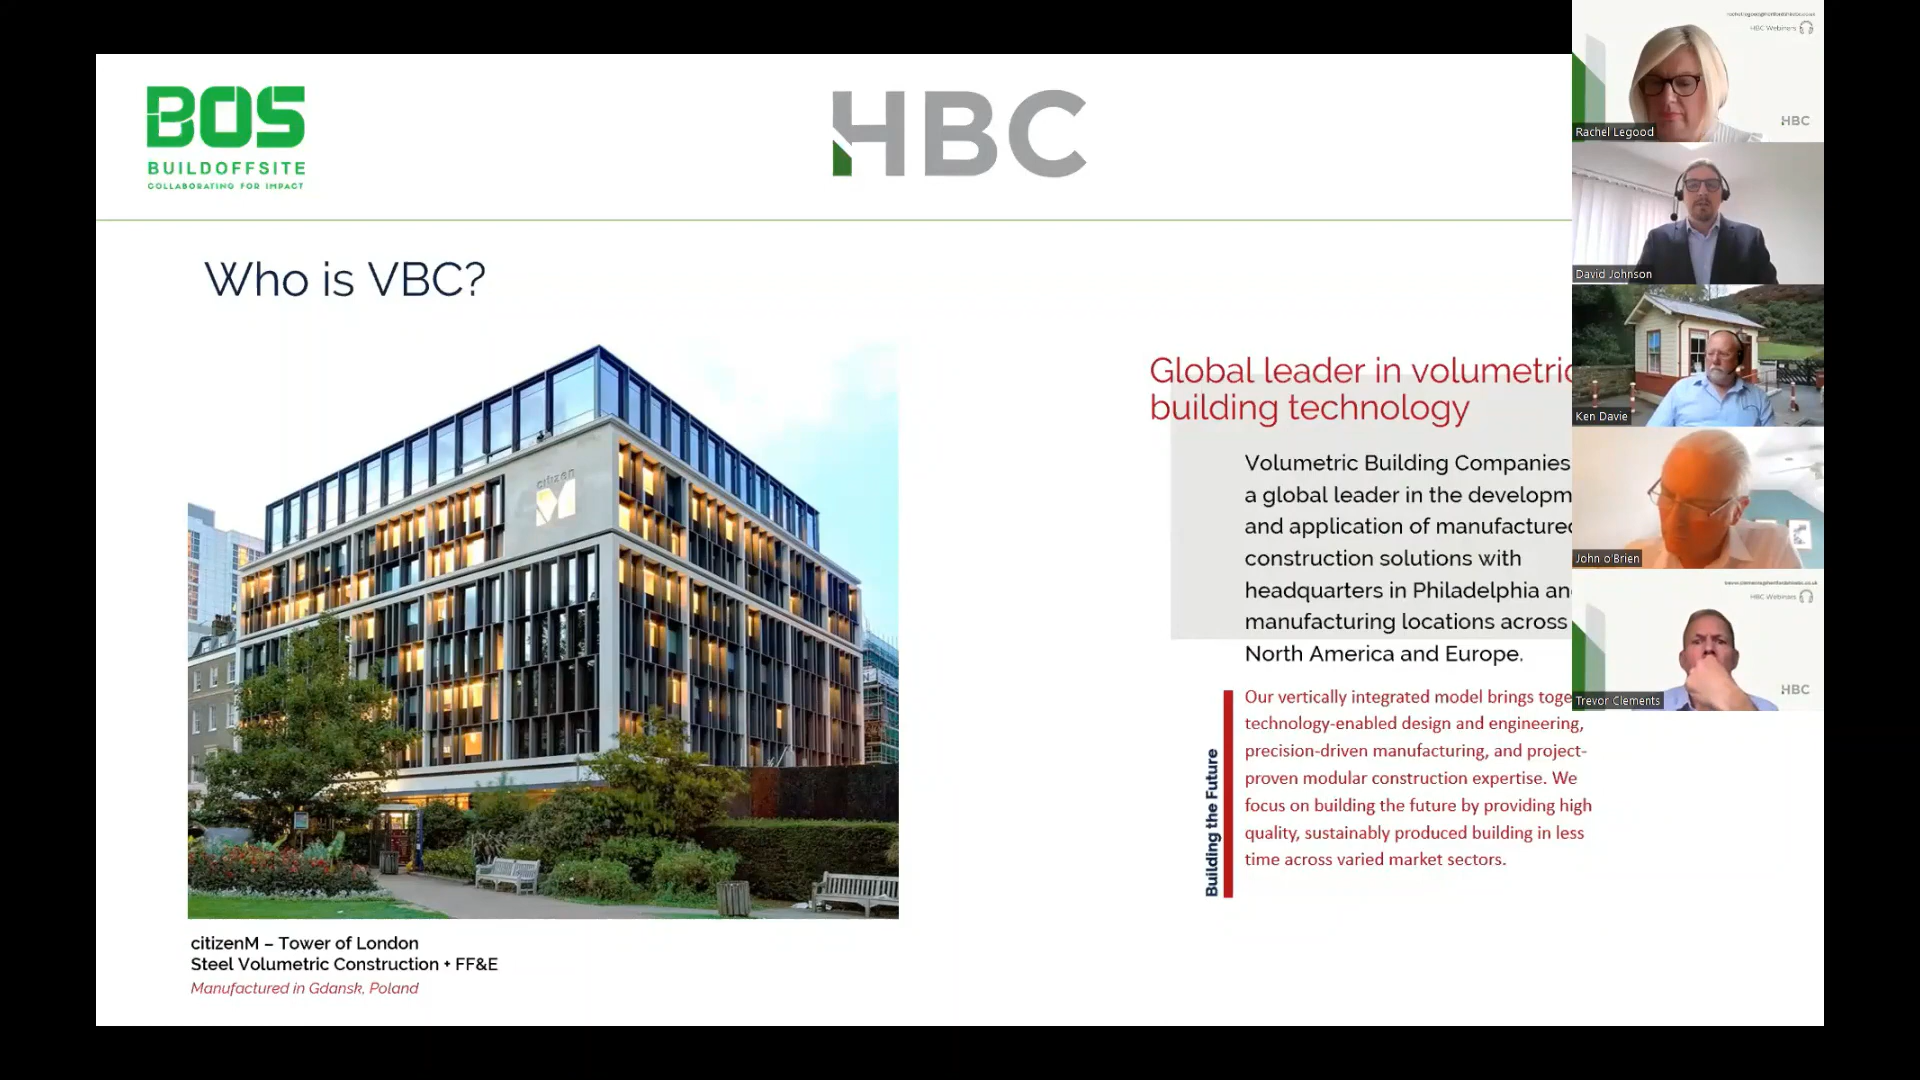 BOS
BUILDOFFSITE
COLLABORATING FOR IMPACT
HBC
Who is VBC?
citizen
M
citizenM – Tower of London
Steel Volumetric Construction + FF&E
Manufactured in Gdansk, Poland
Global leader in volumetric
building technology
Volumetric Building Companies
a global leader in the developm
and application of manufactured
construction solutions with
headquarters in Philadelphia an
manufacturing locations across
North America and Europe.
Building the Future
Our vertically integrated model brings toge
technology-enabled design and engineering,
precision-driven manufacturing, and project-
proven modular construction expertise. We
focus on building the future by providing high
quality, sustainably produced building in less
time across varied market sectors.
HBC Webinars
HBC
Rachel Legood
David Johnson
Ken Davie
John o'Brien
HBC Webinars
HBC
Trevor Clements